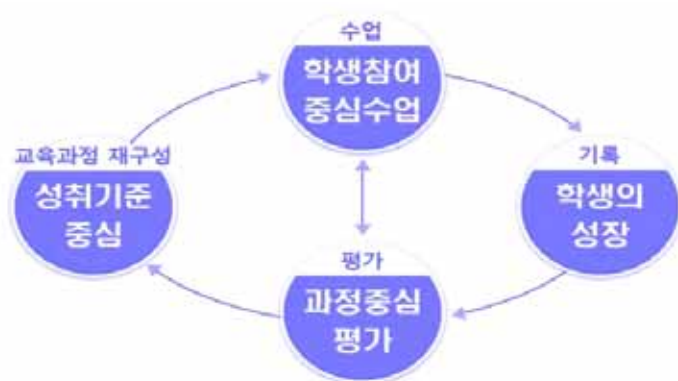 수업
학생참여
중심수업
교육과정 재구성
성취기준
중심
기록
학생의
성장
평가
과정중심
평가